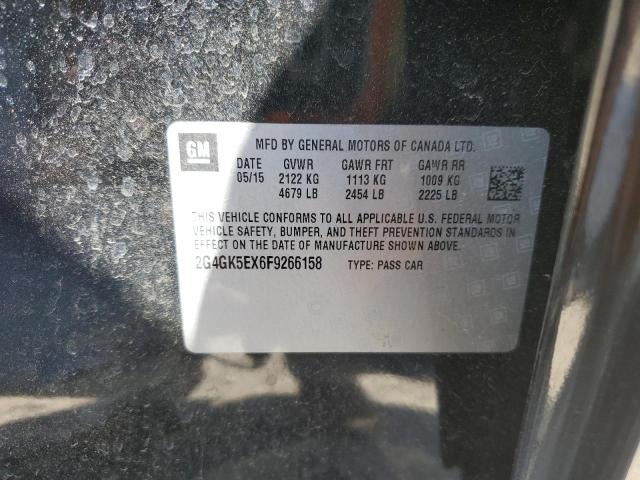 GM
MFD BY GENERAL MOTORS OF CANADA LTD.
DATE GVWR GAWR FRT GAWR RR
05/15 2122 KG 1113 KG 1009 KG
4679 LB 2454 LB 2225 LB
THIS VEHICLE CONFORMS TO ALL APPLICABLE U.S. FEDERAL MOTOR
VEHICLE SAFETY, BUMPER, AND THEFT PREVENTION STANDARDS IN
EFFECT ON THE DATE OF MANUFACTURE SHOWN ABOVE.
2G4GK5EX6F9266158 TYPE: PASS CAR